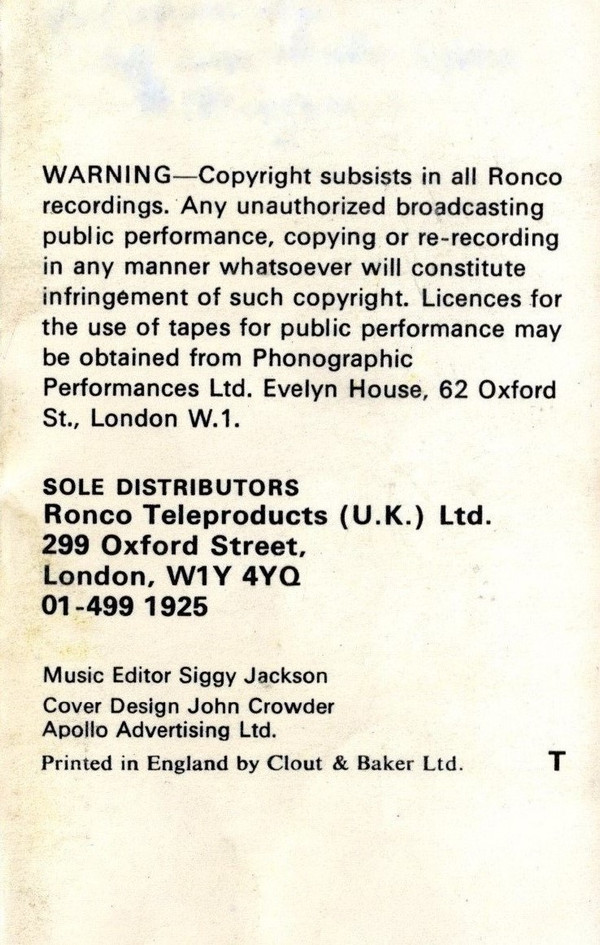 WARNING—Copyright subsists in all Ronco
recordings. Any unauthorized broadcasting
public performance, copying or re-recording
in any manner whatsoever will constitute
infringement of such copyright. Licences for
the use of tapes for public performance may
be obtained from Phonographic
Performances Ltd. Evelyn House, 62 Oxford
St., London W.1.
SOLE DISTRIBUTORS
Ronco Teleproducts (U.K.) Ltd.
299 Oxford Street,
London, W1Y 4YQ
01-499 1925
Music Editor Siggy Jackson
Cover Design John Crowder
Apollo Advertising Ltd.
Printed in England by Clout & Baker Ltd. T